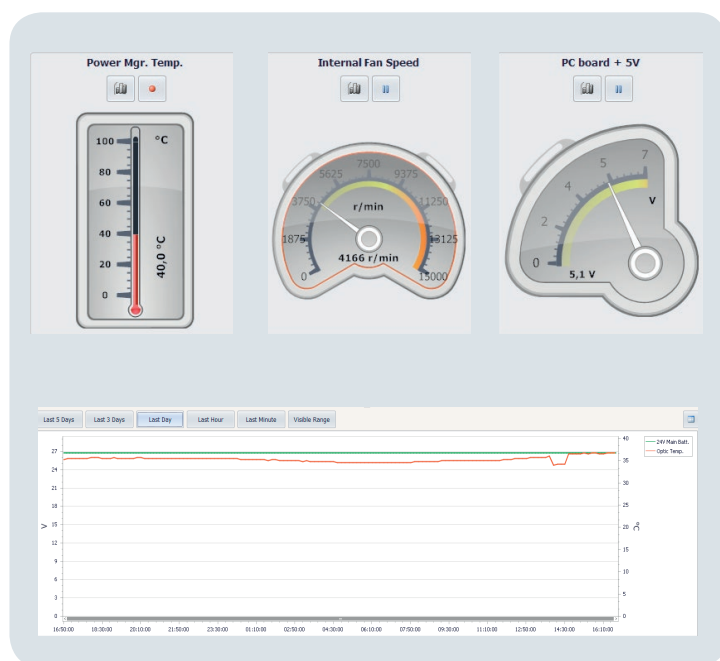 Power Mgr. Temp.
°C
100
80
60
40
20
0
40,0 °C
Internal Fan Speed
7500
5625
9375
3750
11250
r/min
1875
13125
4166 r/min
0
15000
PC board + 5V
5
7
4
V
2
0
5,1 V
Last 5 Days Last 3 Days Last Day Last Hour Last Minute Visible Range
40
24V Main Batt.
27
Optic Temp.
35
24
30
21
18
25
V
15
20
°C
12
15
9
10
6
5
3
0
0
16:50:00 18:30:00 20:10:00 21:50:00 23:30:00 01:10:00 02:50:00 04:30:00 06:10:00 07:50:00 09:30:00 11:10:00 12:50:00 14:30:00 16:10:00